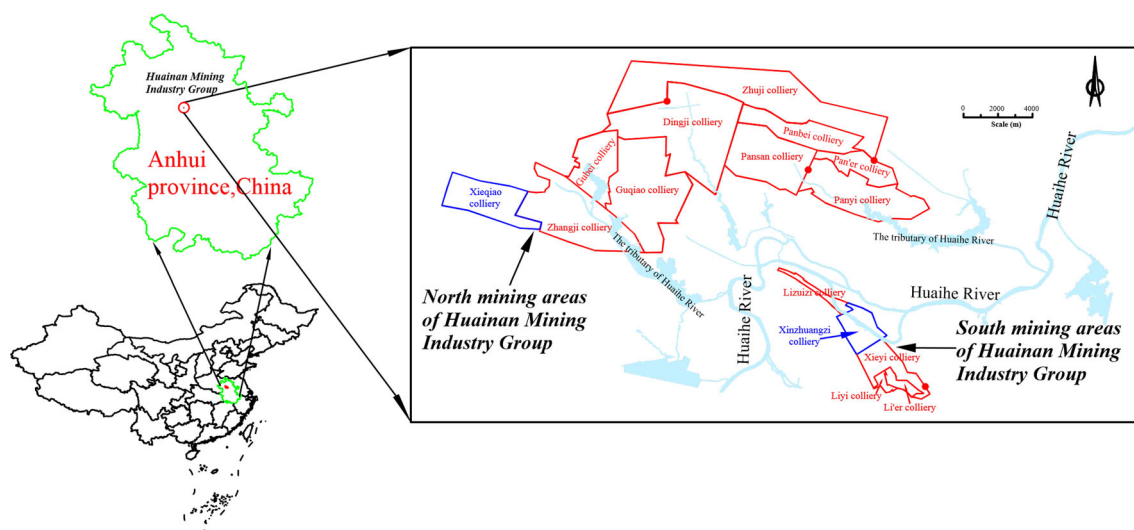 Huainan Mining
Industry Group
Anhui
province,China
Zhuji colliery
0 2000 4000
Scale (m)
Dingji colliery
Panbei colliery
Pansan colliery
Pan'er colliery
Gubei colliery
Guqiao colliery
Xieqiao
colliery
Panyi colliery
Zhangji colliery
The tributary of Huaihe River
The tributary of Huaihe River
Huaihe River
North mining areas
of Huainan Mining
Industry Group
Huaihe River
Lizuizi colliery
Huaihe River
Xinzhuangzi
colliery
Xieyi colliery
South mining areas
of Huainan Mining
Industry Group
Liyi colliery
Li'er colliery